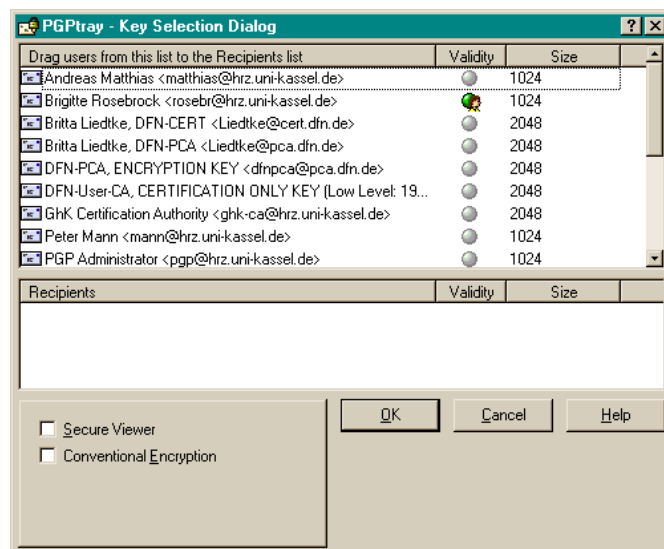 PGPtray - Key Selection Dialog
Drag users from this list to the Recipients list Validity Size
Andreas Matthias <matthias@hrz.uni-kassel.de> 1024
Brigitte Rosebrock <rosebr@hrz.uni-kassel.de> 1024
Britta Liedtke, DFN-CERT <Liedtke@cert.dfn.de> 2048
Britta Liedtke, DFN-PCA <Liedtke@pca.dfn.de> 2048
DFN-PCA, ENCRYPTION KEY <dfnpca@pca.dfn.de> 2048
DFN-User-CA, CERTIFICATION ONLY KEY (Low Level: 19... 2048
GhK Certification Authority <ghk-ca@hrz.uni-kassel.de> 2048
Peter Mann <mann@hrz.uni-kassel.de> 1024
PGP Administrator <pgp@hrz.uni-kassel.de> 1024
Recipients Validity Size
OK Cancel Help
Secure Viewer
Conventional Encryption